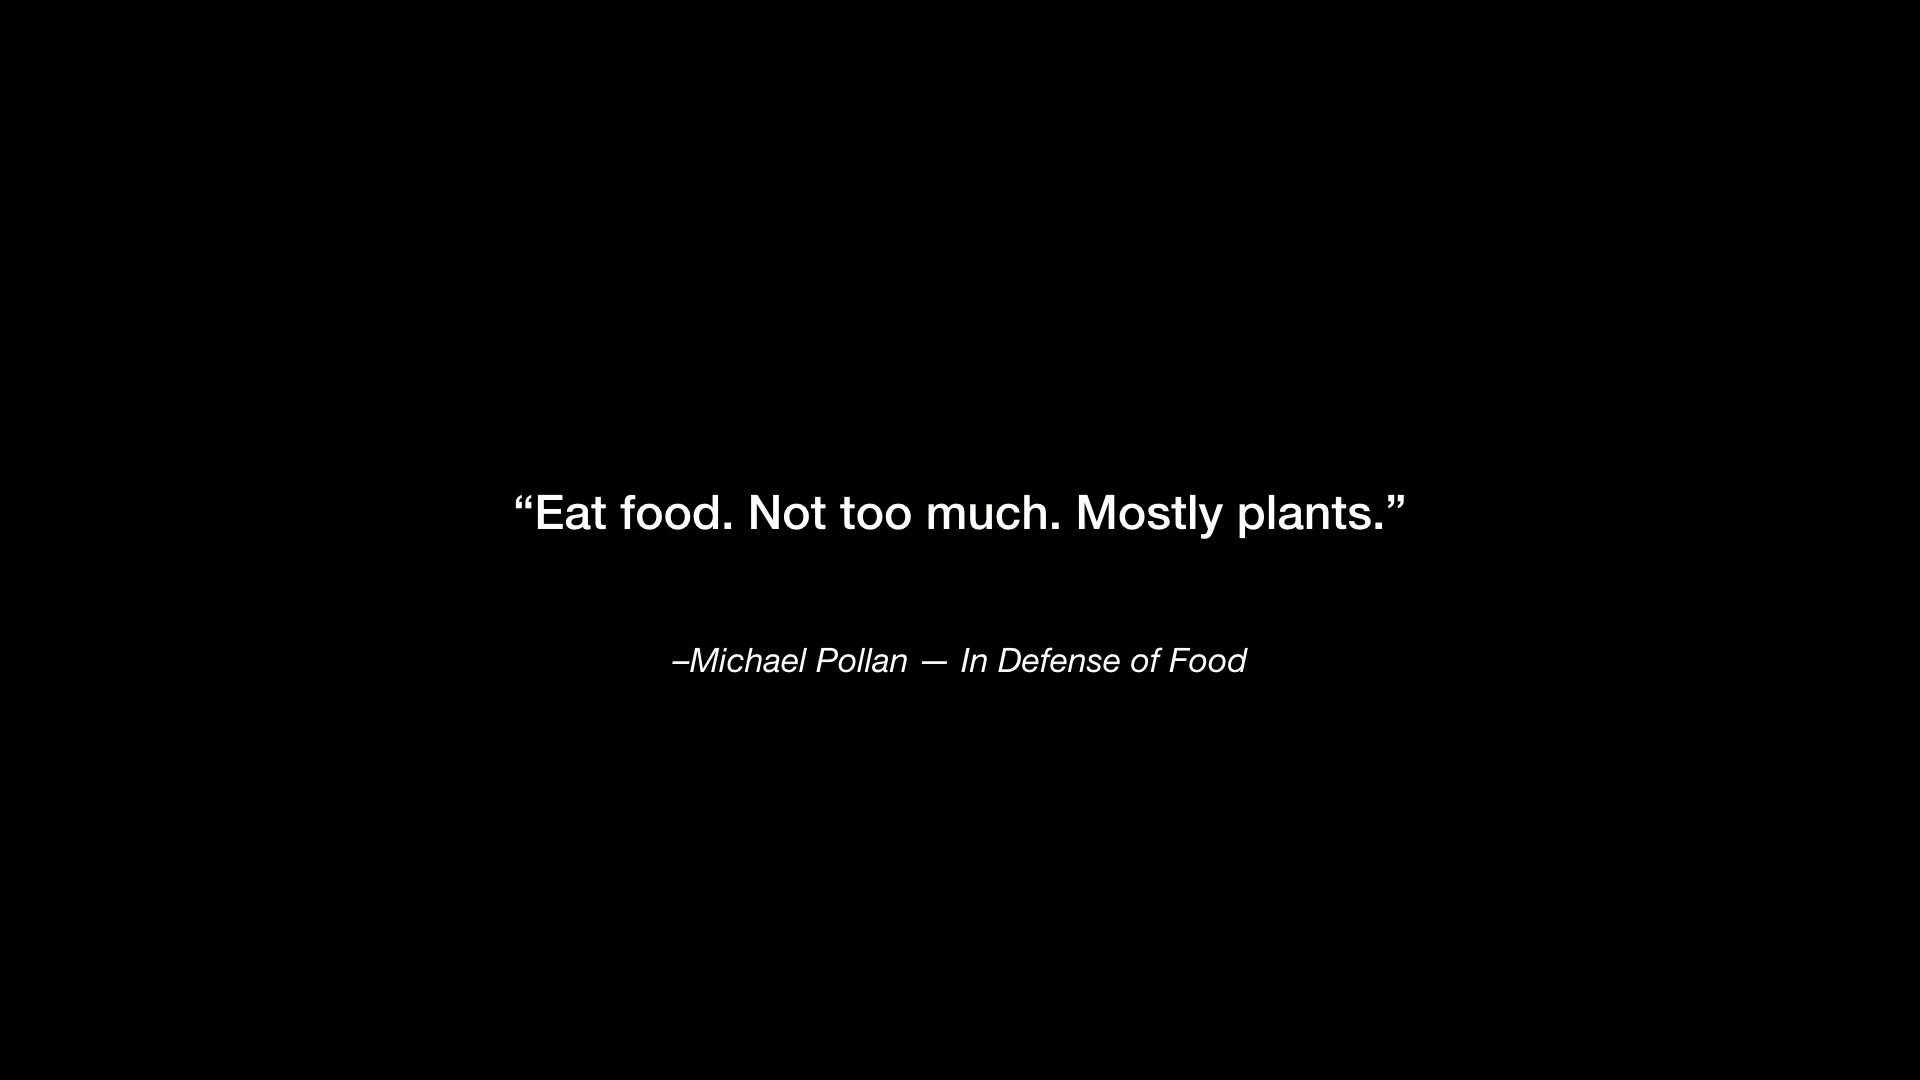 “Eat food. Not too much. Mostly plants.”
–Michael Pollan — In Defense of Food